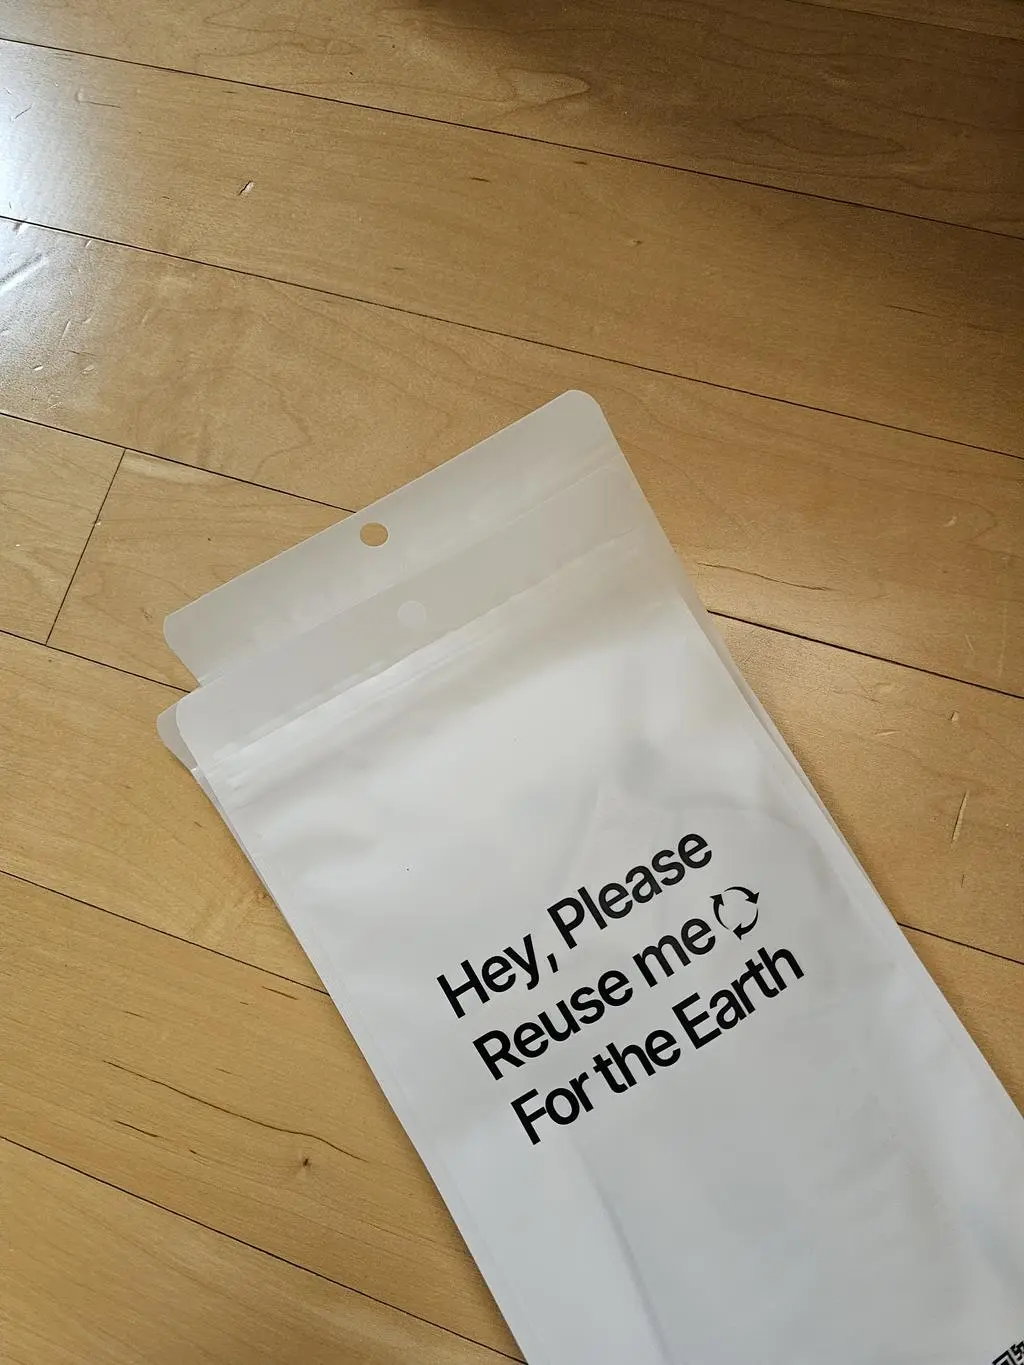 Hey, Please
Reuse me
For the Earth